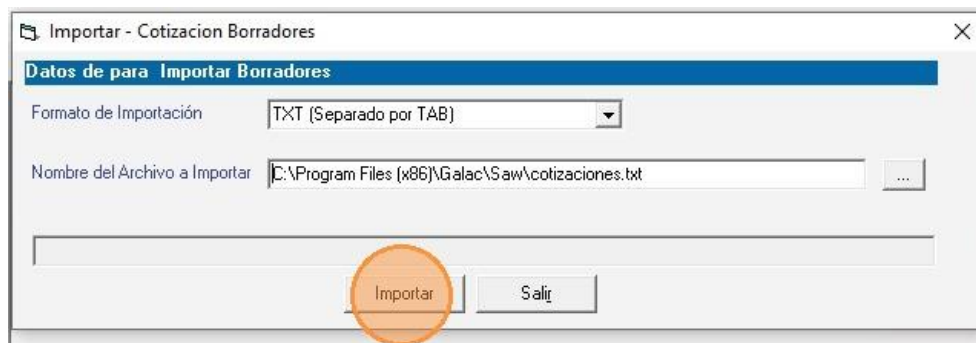 Importar - Cotizacion Borradores
Datos de para Importar Borradores
Formato de Importación TXT (Separado por TAB)
Nombre del Archivo a Importar C:\Program Files (x86)\Galac\Saw\cotizaciones.txt ...
Importar Salir